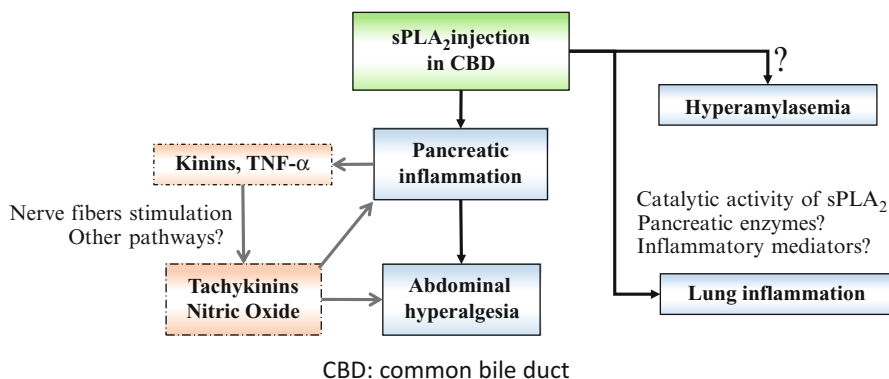 sPLA₂injection
in CBD
?
Hyperamylasemia
Pancreatic
inflammation
Kinins, TNF-α
Nerve fibers stimulation
Other pathways?
Catalytic activity of sPLA₂
Pancreatic enzymes?
Inflammatory mediators?
Tachykinins
Nitric Oxide
Abdominal
hyperalgesia
Lung inflammation
CBD: common bile duct